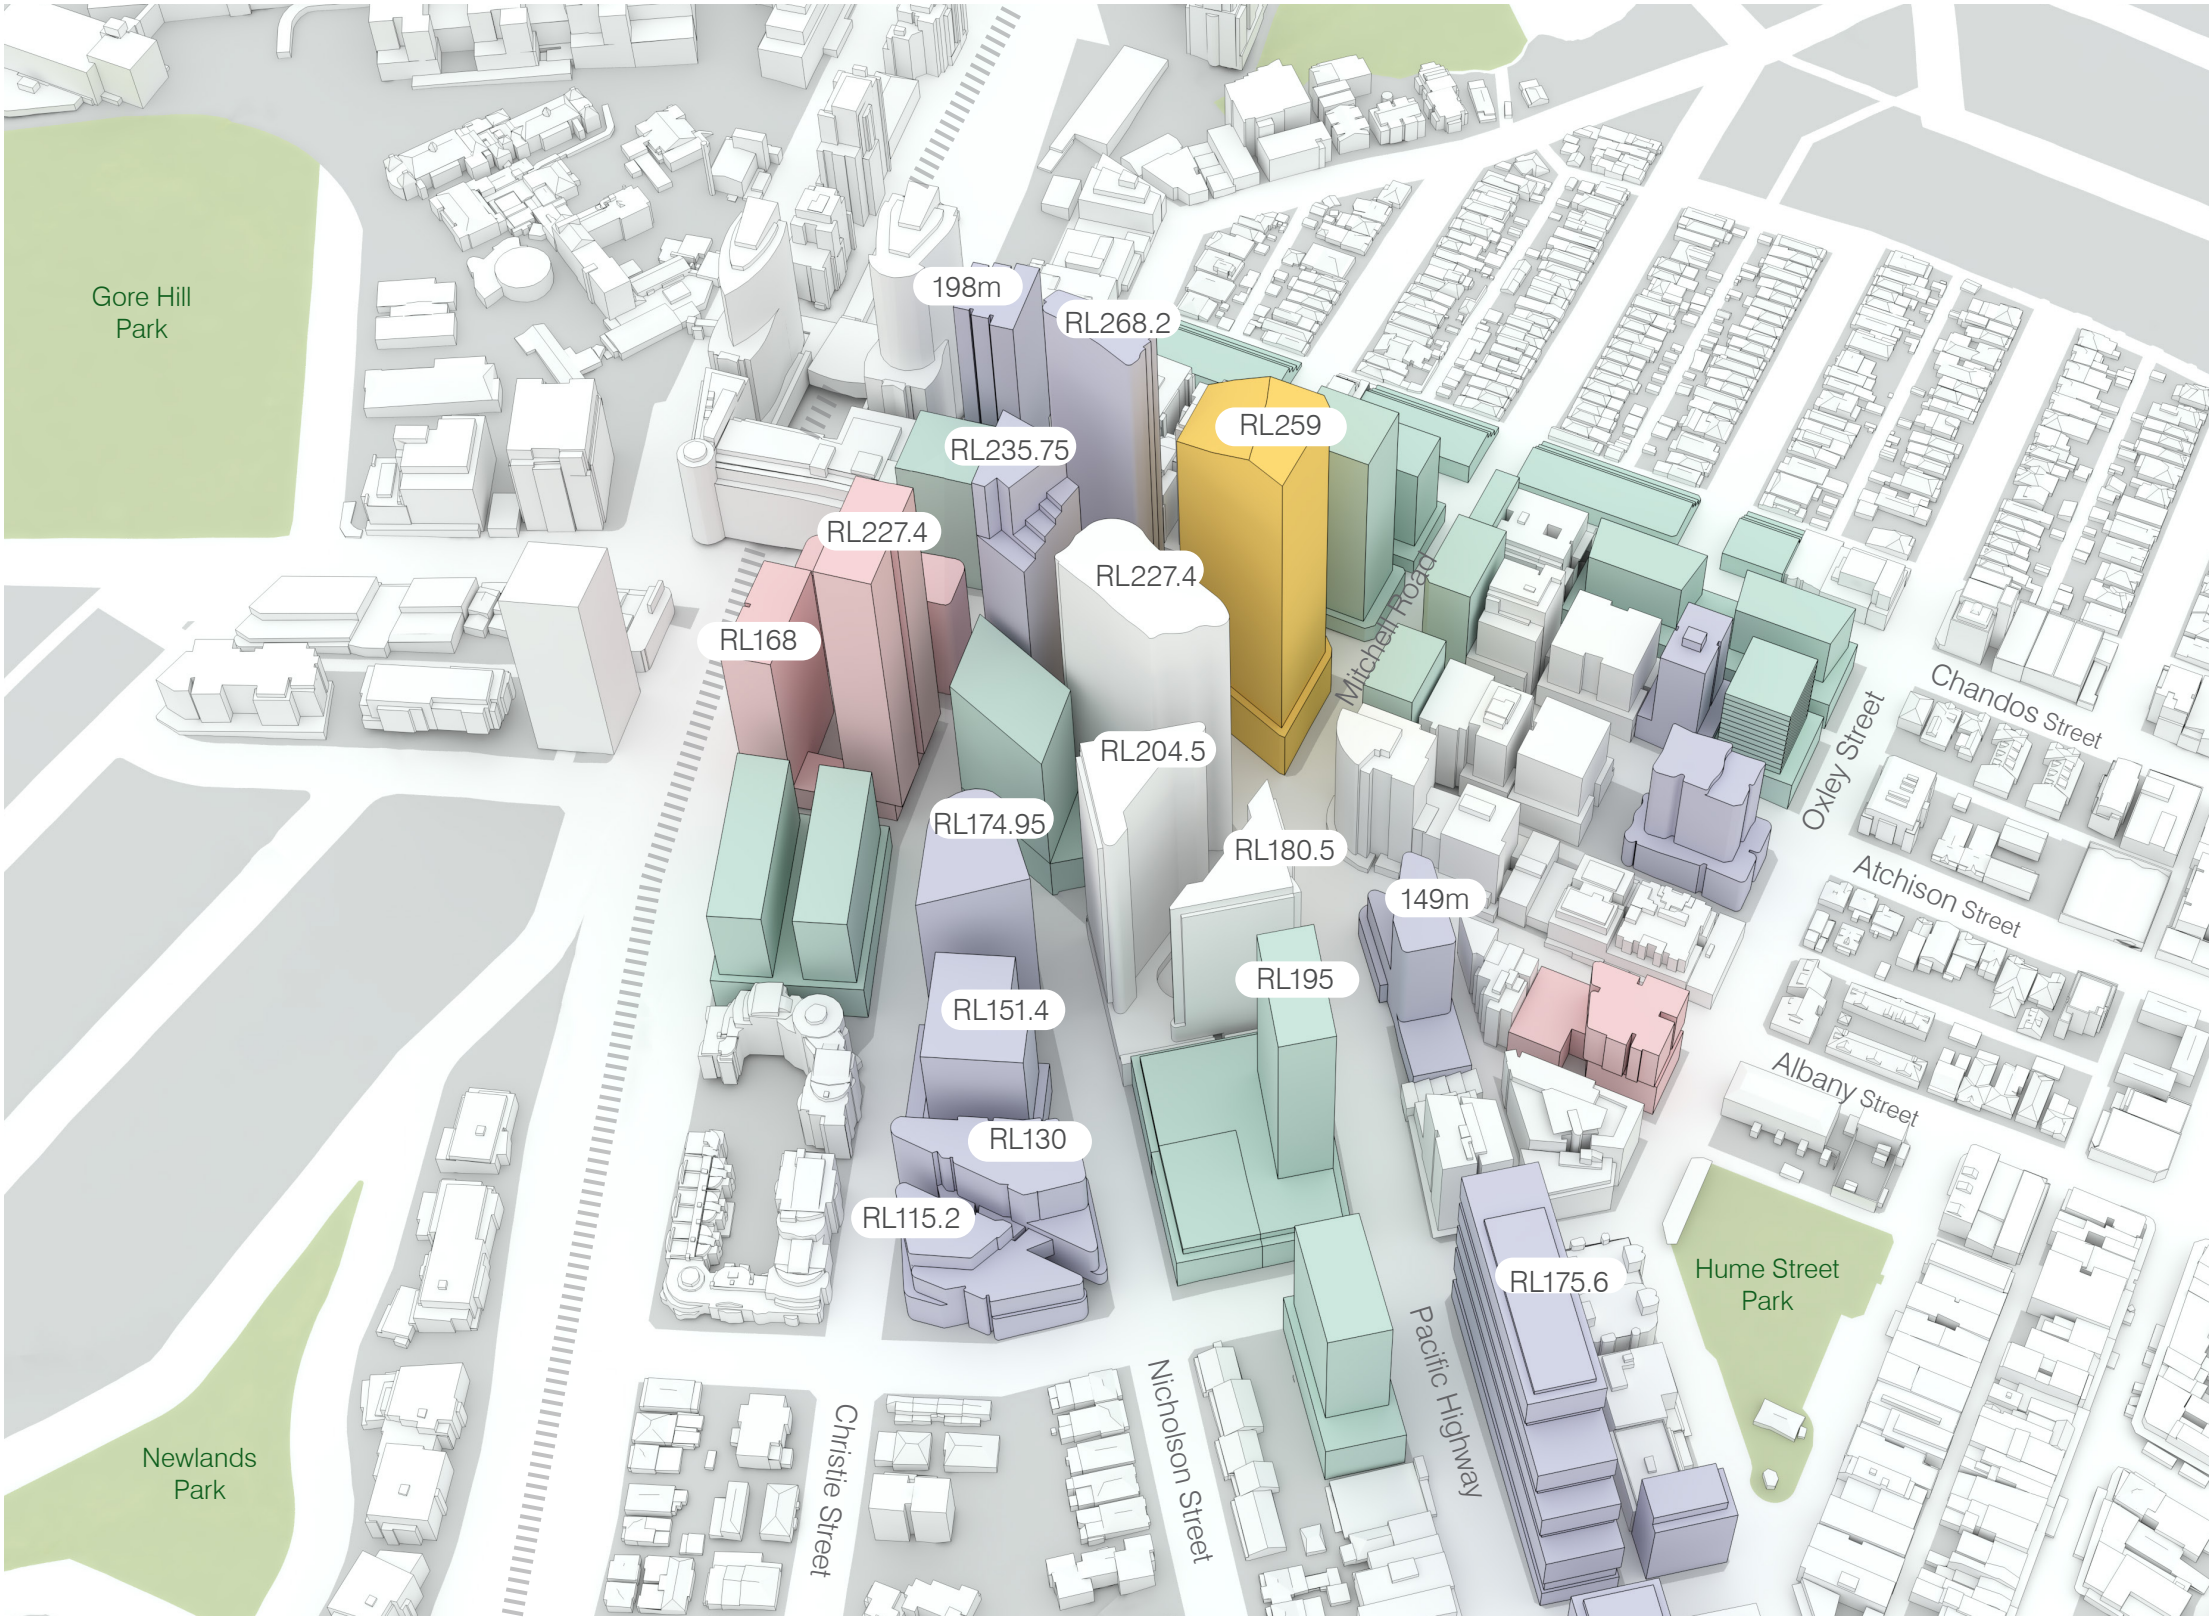 198m
RL268.2
Gore Hill
Park
RL259
RL235.75
RL227.4
RL227.4
Mitchell Road
RL168
Chandos Street
Oxley Street
RL204.5
RL174.95
RL180.5
149m
Atchison Street
RL195
RL151.4
Albany Street
RL130
RL115.2
RL175.6
Hume Street
Park
Pacific Highway
Nicholson Street
Christie Street
Newlands
Park